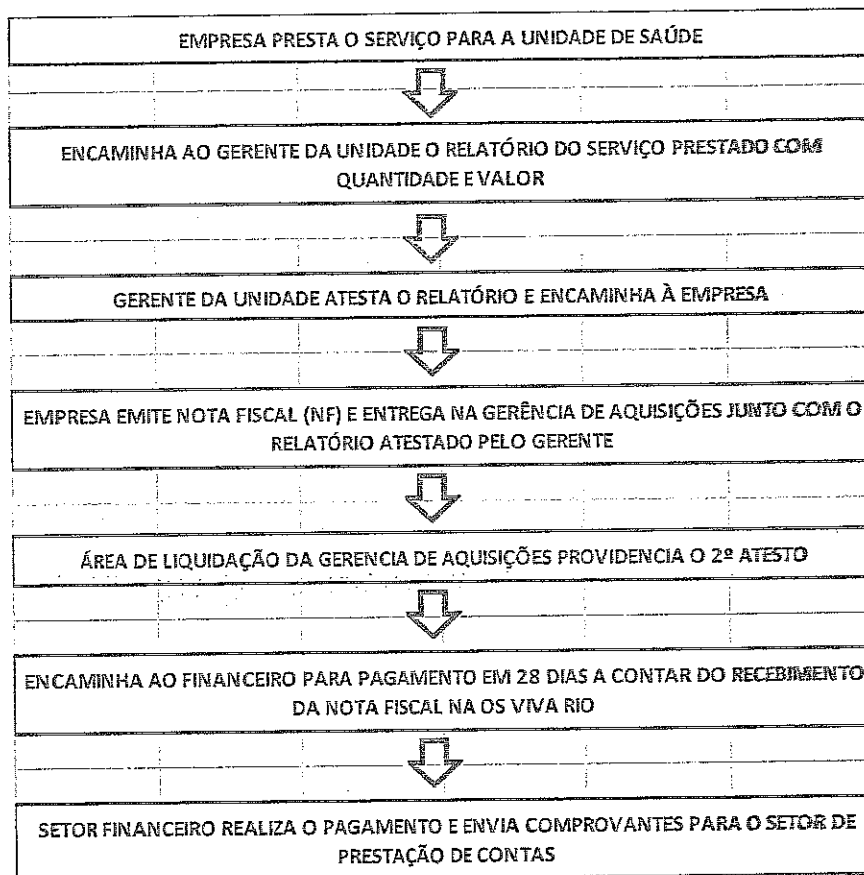 EMPRESA PRESTA O SERVIÇO PARA A UNIDADE DE SAÚDE
ENCAMINHA AO GERENTE DA UNIDADE O RELATÓRIO DO SERVIÇO PRESTADO COM
QUANTIDADE E VALOR
GERENTE DA UNIDADE ATESTA O RELATÓRIO E ENCAMINHA À EMPRESA
EMPRESA EMITE NOTA FISCAL (NF) E ENTREGA NA GERÊNCIA DE AQUISIÇÕES JUNTO COM O
RELATÓRIO ATESTADO PELO GERENTE
ÁREA DE LIQUIDAÇÃO DA GERENCIA DE AQUISIÇÕES PROVIDENCIA O 2º ATESTO
ENCAMINHA AO FINANCEIRO PARA PAGAMENTO EM 28 DIAS A CONTAR DO RECEBIMENTO
DA NOTA FISCAL NA OS VIVA RIO
SETOR FINANCEIRO REALIZA O PAGAMENTO E ENVIA COMPROVANTES PARA O SETOR DE
PRESTAÇÃO DE CONTAS